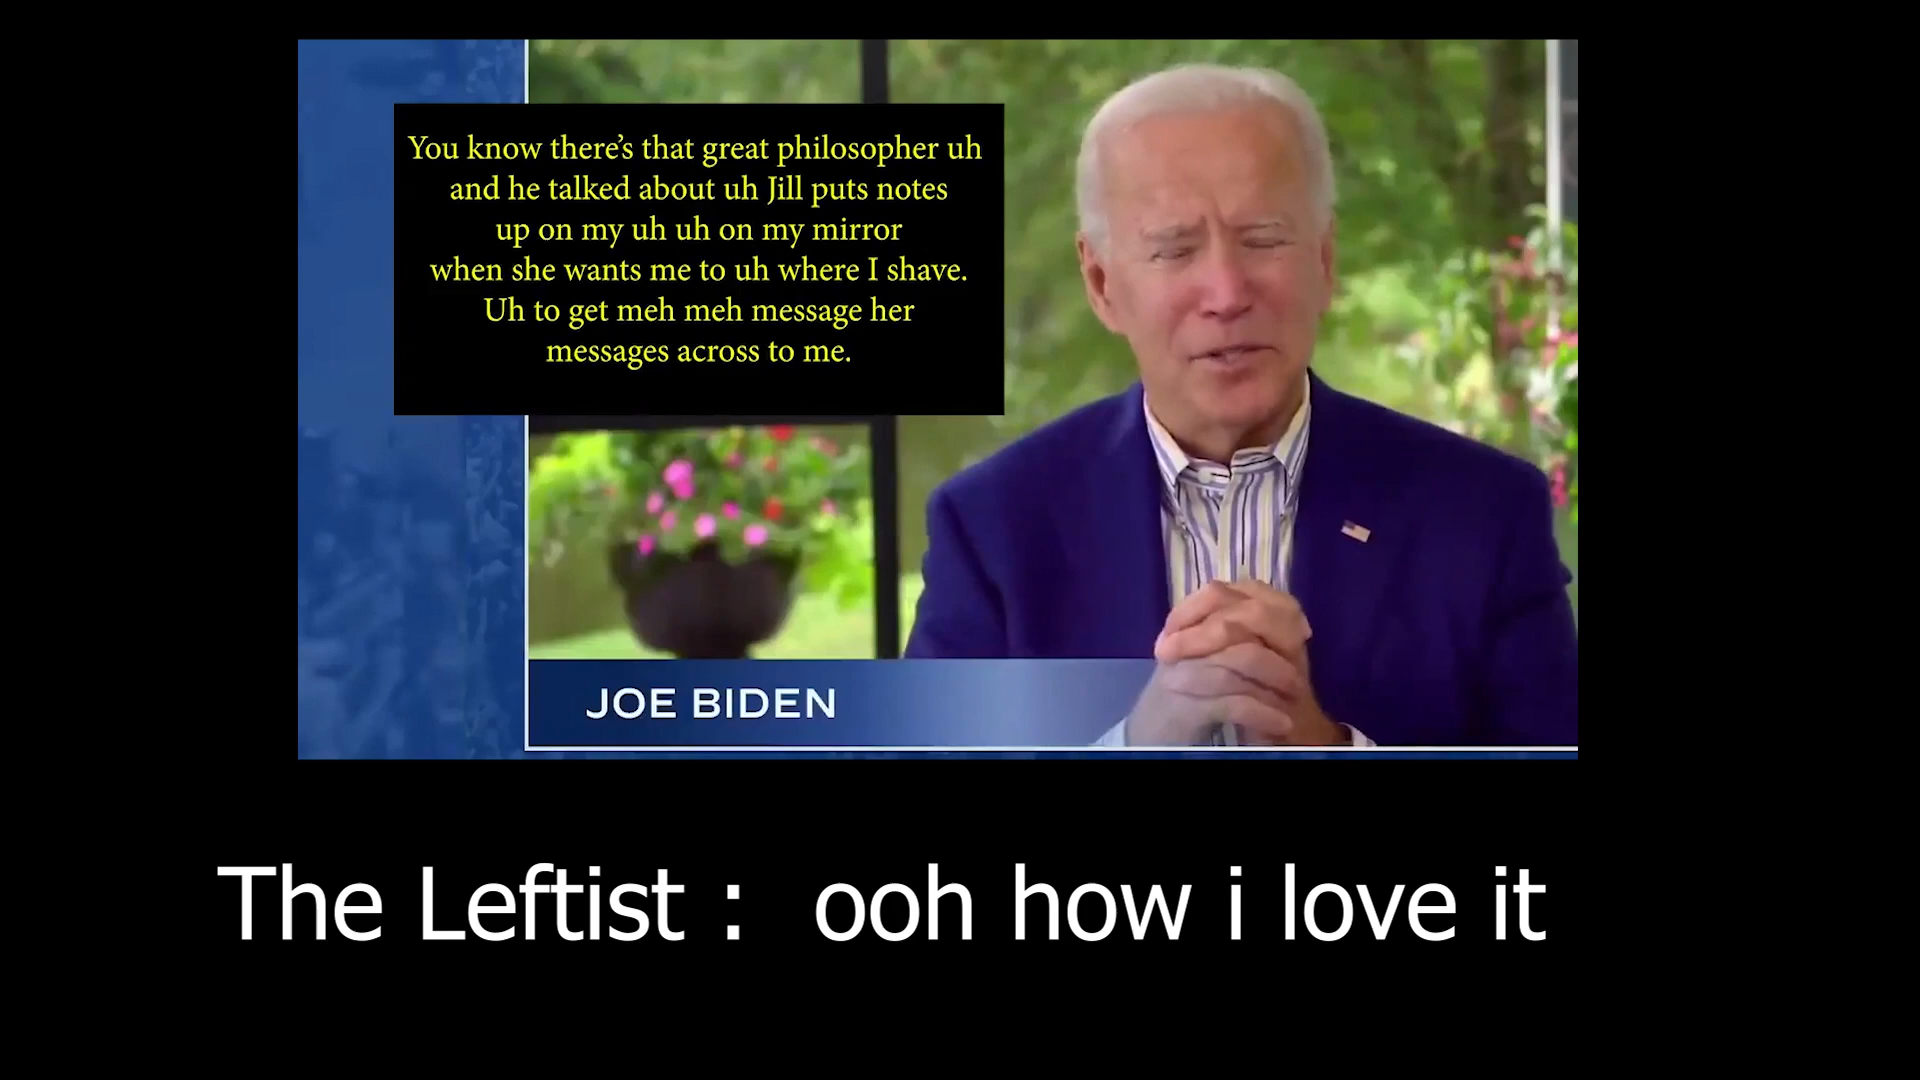 You know there's that great philosopher uh
and he talked about uh Jill puts notes
up on my uh uh on my mirror
when she wants me to uh where I shave.
Uh to get meh meh message her
messages across to me.
JOE BIDEN
The Leftist :  ooh how i love it